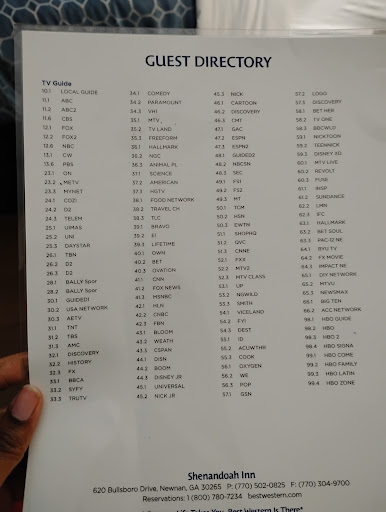 GUEST DIRECTORY
TV Guide
10.1 LOCAL GUIDE
11.1 ABC
11.2 ABC2
11.6 CBS
12.1 FOX
12.2 FOX2
12.6 NBC
13.1 CW
13.6 PBS
23.1 ON
23.2 METV
23.3 MYNET
24.1 COZI
24.2 O2
24.3 TELEM
25.1 UIMAS
25.2 UNI
25.3 DAYSTAR
26.1 TBN
26.2 D2
26.3 D2
28.1 BALLY Spor
28.2 BALLY Spor
30.1 GUIDEDI
30.2 USA NETWORK
30.3 AETV
31.1 TNT
31.2 TBS
31.3 AMC
32.1 DISCOVERY
32.2 HISTORY
32.3 FX
33.1 BBCA
33.2 SYFY
33.3 TRUTV
34.1 COMEDY
34.2 PARAMOUNT
34.3 VH1
35.1 MTV
35.2 TV LAND
35.3 FREEFORM
36.1 HALLMARK
36.2 NGC
36.3 ANIMAL PL
37.1 SCIENCE
37.2 AMERICAN
37.3 HGTV
38.1 FOOD NETWORK
38.2 TRAVEL CH
38.3 TLC
39.1 BRAVO
39.2 E!
39.3 LIFETIME
40.1 OWN
40.2 BET
40.3 OVATION
41.1 CNN
41.2 FOX NEWS
41.3 MSNBC
42.1 HLN
42.2 CNBC
42.3 FBN
43.1 BLOOM
43.2 WEATH
43.3 CSPAN
44.1 DISN
44.2 BOOM
44.3 DISNEY JR
45.1 UNIVERSAL
45.2 NICK JR
45.3 NICK
46.1 CARTOON
46.2 DISCOVERY
46.3 CMT
47.1 GAC
47.2 ESPN
47.3 ESPN2
48.1 GUIDED2
48.2 NBCSN
49.1 FS1
49.2 FS2
49.3 MT
50.1 TCM
50.2 HSN
50.3 EWTN
51.1 SHOPHQ
51.2 QVC
51.3 CNNE
52.1 FXX
52.2 MTV2
52.3 MTV CLASS
53.1 UP
53.2 NGWILD
53.3 SMITH
54.1 VICELAND
54.2 FYI
54.3 DEST
55.1 ID
55.2 ACUWTHR
55.3 COOK
56.1 OXYGEN
56.2 WE
56.3 POP
57.1 GSN
57.2 LOGO
57.3 DISCOVERY
58.1 BET HER
58.2 TV ONE
58.3 BBCWLD
59.1 NICKTOON
59.2 TEENNICK
59.3 DISNEY XD
60.1 MTV LIVE
60.2 REVOLT
60.3 FUSE
61.1 INSP
61.2 SUNDANCE
62.2 LMN
62.3 IFC
63.1 HALLMARK
63.2 BET SOUL
63.3 PAC-12 NE
64.1 BYU TV
64.2 FX MOVIE
64.3 IMPACT NE
65.1 DIY NETWORK
65.2 MTVU
65.3 NEWSMAX
66.1 BIG TEN
66.2 ACC NETWORK
98.1 HBO GUIDE
98.2 HBO
98.3 HBO 2
98.4 HBO SIGNA
99.1 HBO COME
99.2 HBO FAMILY
99.3 HBO LATIN
99.4 HBO ZONE
Shenandoah Inn
620 Bullsboro Drive, Newnan, GA 30265 P: (770) 502-0825 F: (770) 304-9700
Reservations: 1 (800) 780-7234 bestwestern.com